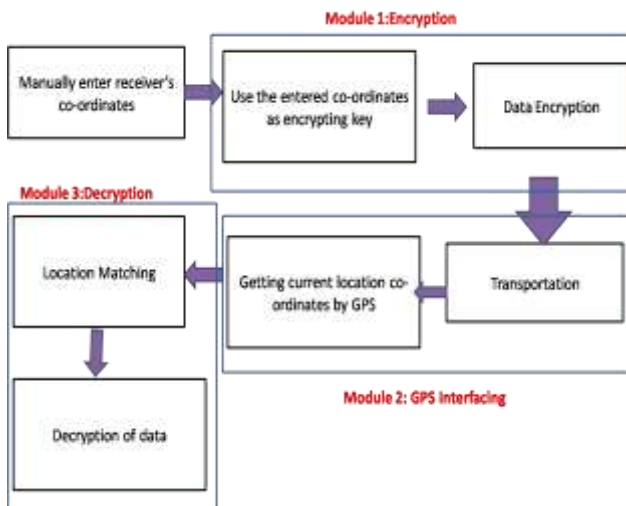 Module 1:Encryption
Manually enter receiver's
co-ordinates
Use the entered co-ordinates
as encrypting key
Data Encryption
Module 3:Decryption
Location Matching
Getting current location co-
ordinates by GPS
Transportation
Decryption of data
Module 2: GPS Interfacing